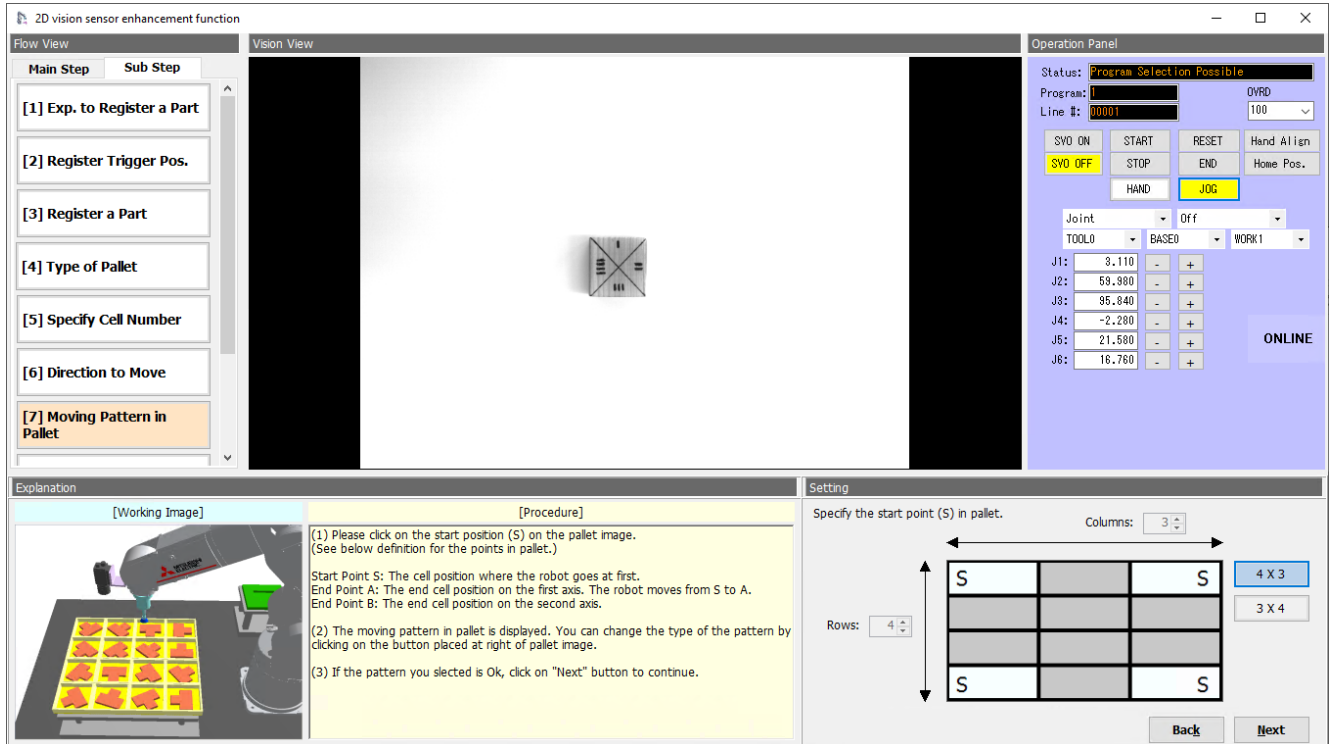 2D vision sensor enhancement function
Flow View
Main Step Sub Step
[1] Exp. to Register a Part
[2] Register Trigger Pos.
[3] Register a Part
[4] Type of Pallet
[5] Specify Cell Number
[6] Direction to Move
[7] Moving Pattern in
Pallet
Vision View
Operation Panel
Status: Program Selection Possible
Program: 1
OVRD
Line #: 00001
100
SVO ON START RESET Hand Align
SVO OFF STOP END Home Pos.
HAND JOG
Joint Off
TOOL0 BASE0 WORK1
J1: 3.110 - +
J2: 59.980 - +
J3: 95.840 - +
J4: -2.280 - +
J5: 21.580 - +
J6: 16.760 - +
ONLINE
Explanation
[Working Image]
MITSUBISHI
ELECTRIC
[Procedure]
(1) Please click on the start position (S) on the pallet image.
(See below definition for the points in pallet.)
Start Point S: The cell position where the robot goes at first.
End Point A: The end cell position on the first axis. The robot moves from S to A.
End Point B: The end cell position on the second axis.
(2) The moving pattern in pallet is displayed. You can change the type of the pattern by
clicking on the button placed at right of pallet image.
(3) If the pattern you slected is Ok, click on "Next" button to continue.
Setting
Specify the start point (S) in pallet.
Columns: 3
Rows: 4
S S
S S
4 X 3
3 X 4
Back Next